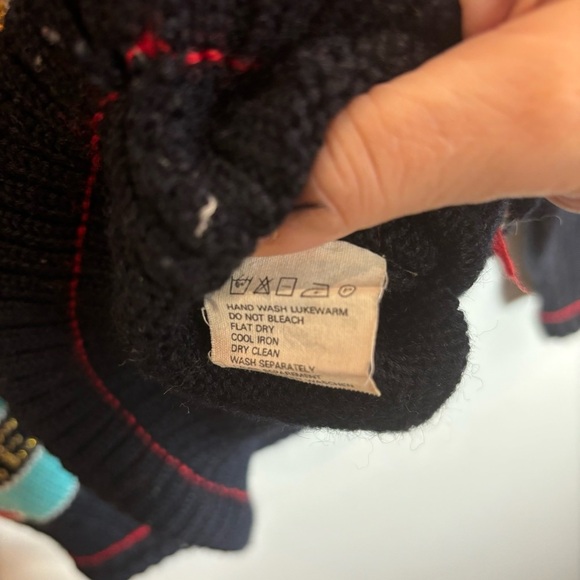 HAND WASH LUKEWARM
DO NOT BLEACH
FLAT DRY
COOL IRON
DRY CLEAN
WASH SEPARATELY